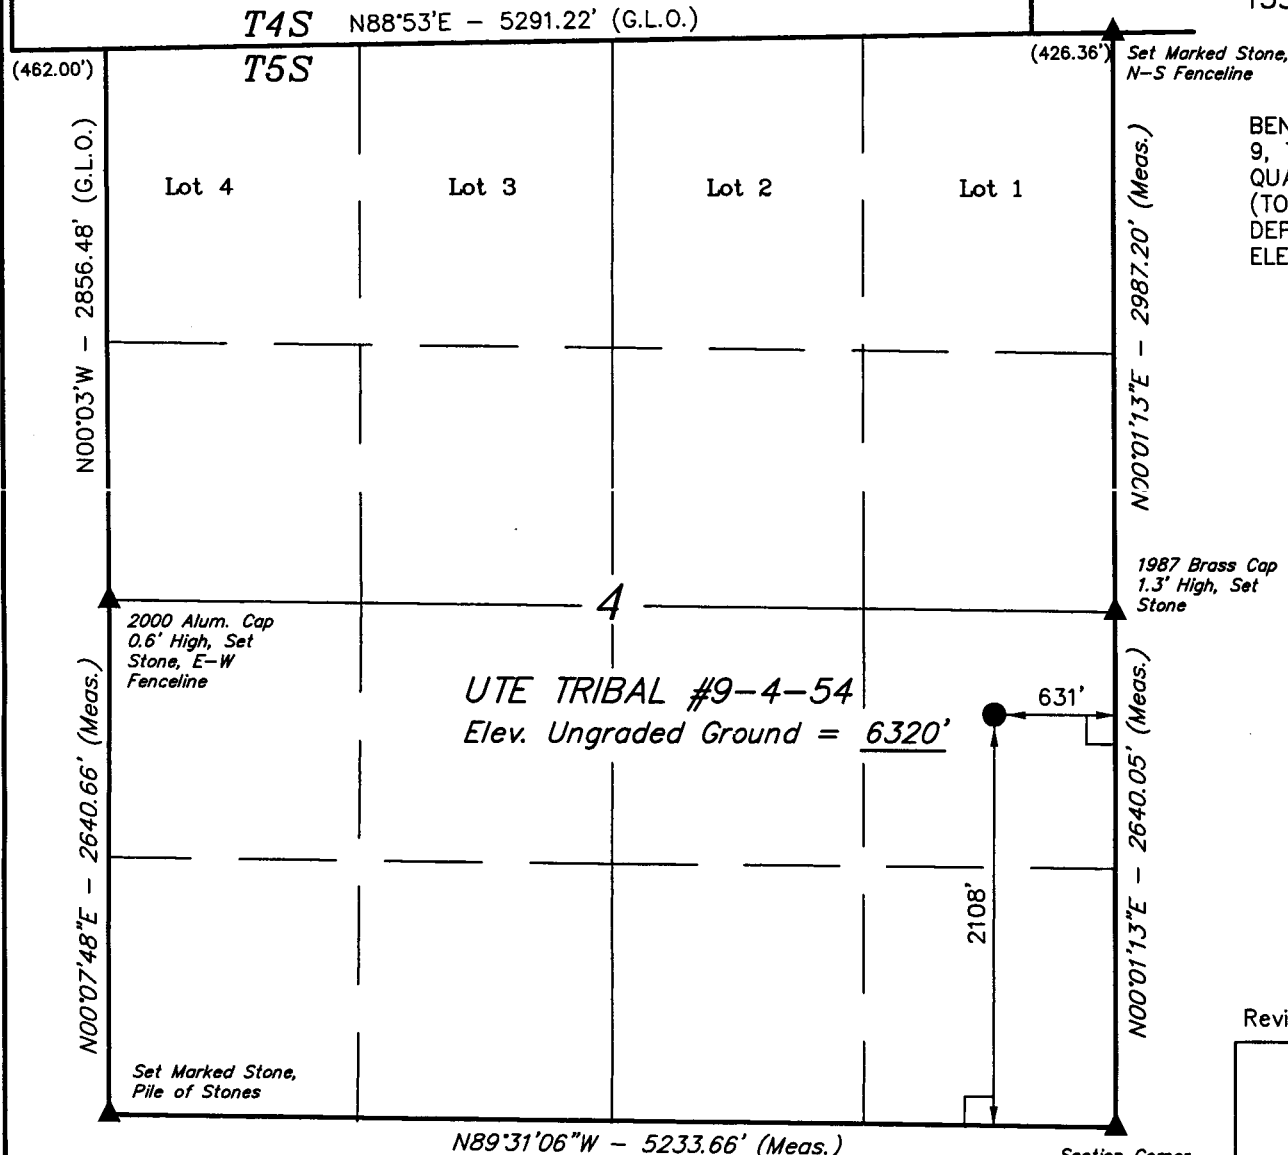 T4S N88°53'E - 5291.22' (G.L.O.)
(462.00')
T5S
(426.36')
Set Marked Stone,
N-S Fenceline
N00°03'W - 2856.48' (G.L.O.)
Lot 4
Lot 3
Lot 2
Lot 1
N00°01'13"E - 2987.20' (Meas.)
9,
4
1987 Brass Cap
1.3' High, Set
Stone
2000 Alum. Cap
0.6' High, Set
Stone, E-W
Fenceline
UTE TRIBAL #9-4-54
Elev. Ungraded Ground = 6320'
631'
2108'
N00°07'48"E - 2640.66' (Meas.)
N00°01'13"E - 2640.05' (Meas.)
Set Marked Stone,
Pile of Stones
N89°31'06"W - 5233.66' (Meas.)
Section Corner